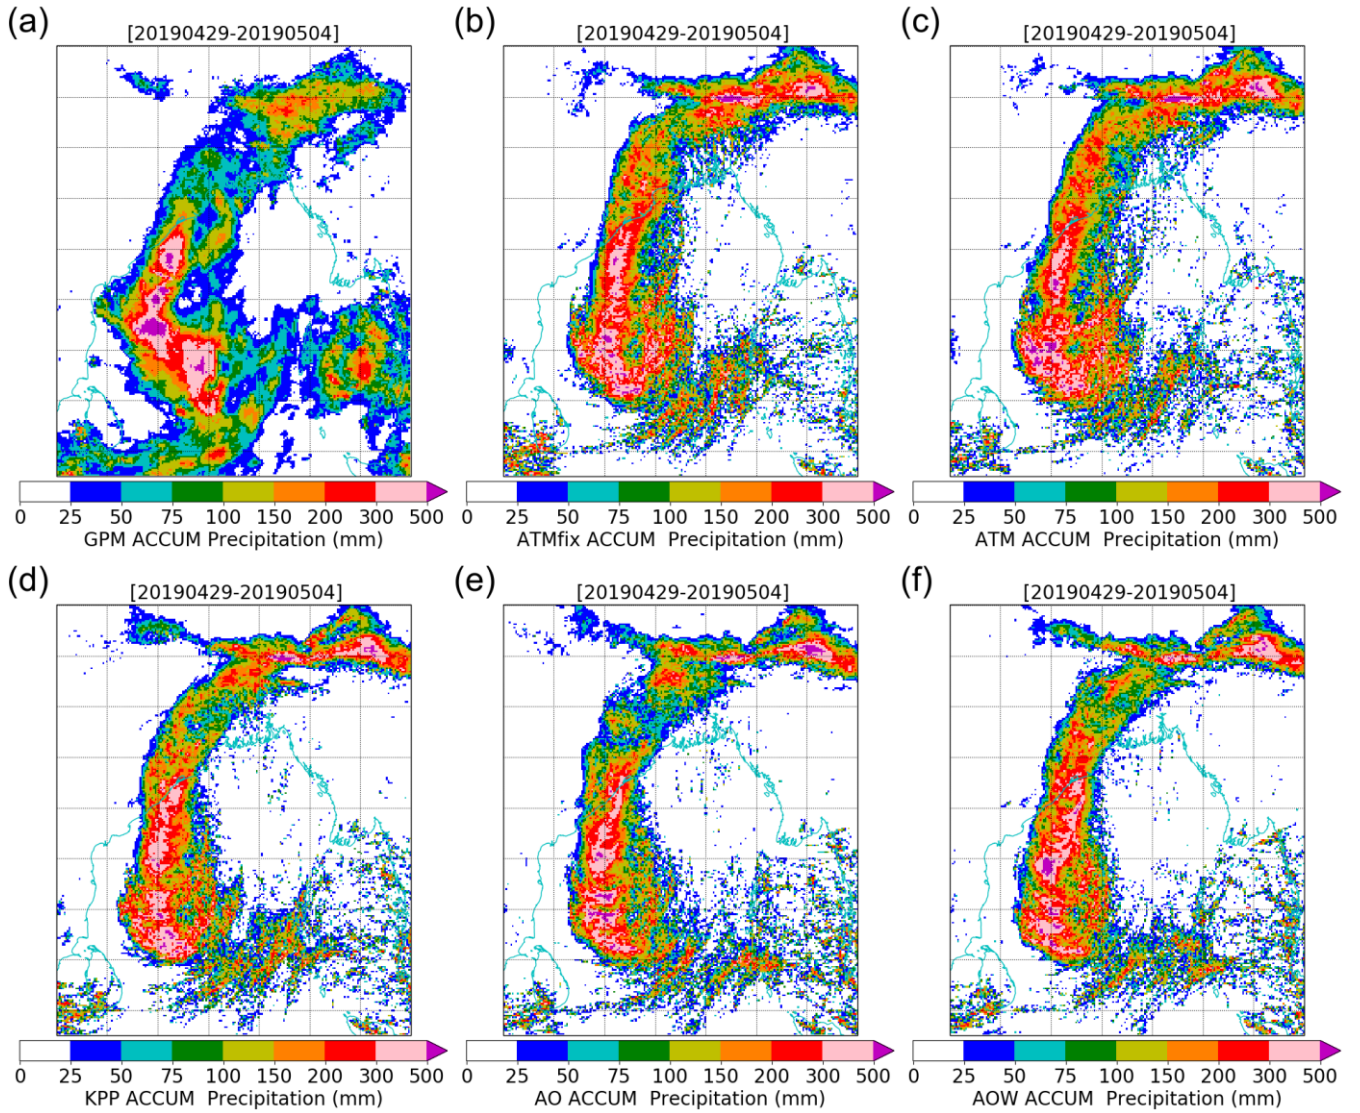 (a) (b) (c)
[20190429-20190504] [20190429-20190504] [20190429-20190504]
0 25 50 75 100 150 200 300 500 0 25 50 75 100 150 200 300 500 0 25 50 75 100 150 200 300 500
GPM ACCUM Precipitation (mm) ATMfix ACCUM Precipitation (mm) ATM ACCUM Precipitation (mm)
(d) (e) (f)
[20190429-20190504] [20190429-20190504] [20190429-20190504]
0 25 50 75 100 150 200 300 500 0 25 50 75 100 150 200 300 500 0 25 50 75 100 150 200 300 500
KPP ACCUM Precipitation (mm) AO ACCUM Precipitation (mm) AOW ACCUM Precipitation (mm)